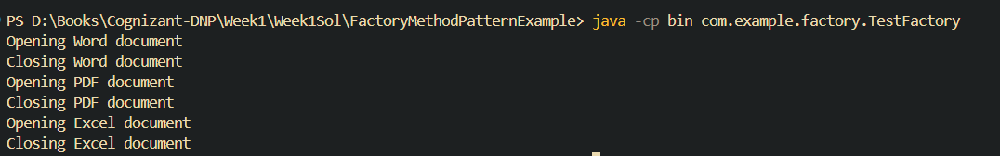 PS D:\Books\Cognizant-DNP\Week1\Week1Sol\FactoryMethodPatternExample> java -cp bin com.example.factory.TestFactory
Opening Word document
Closing Word document
Opening PDF document
Closing PDF document
Opening Excel document
Closing Excel document